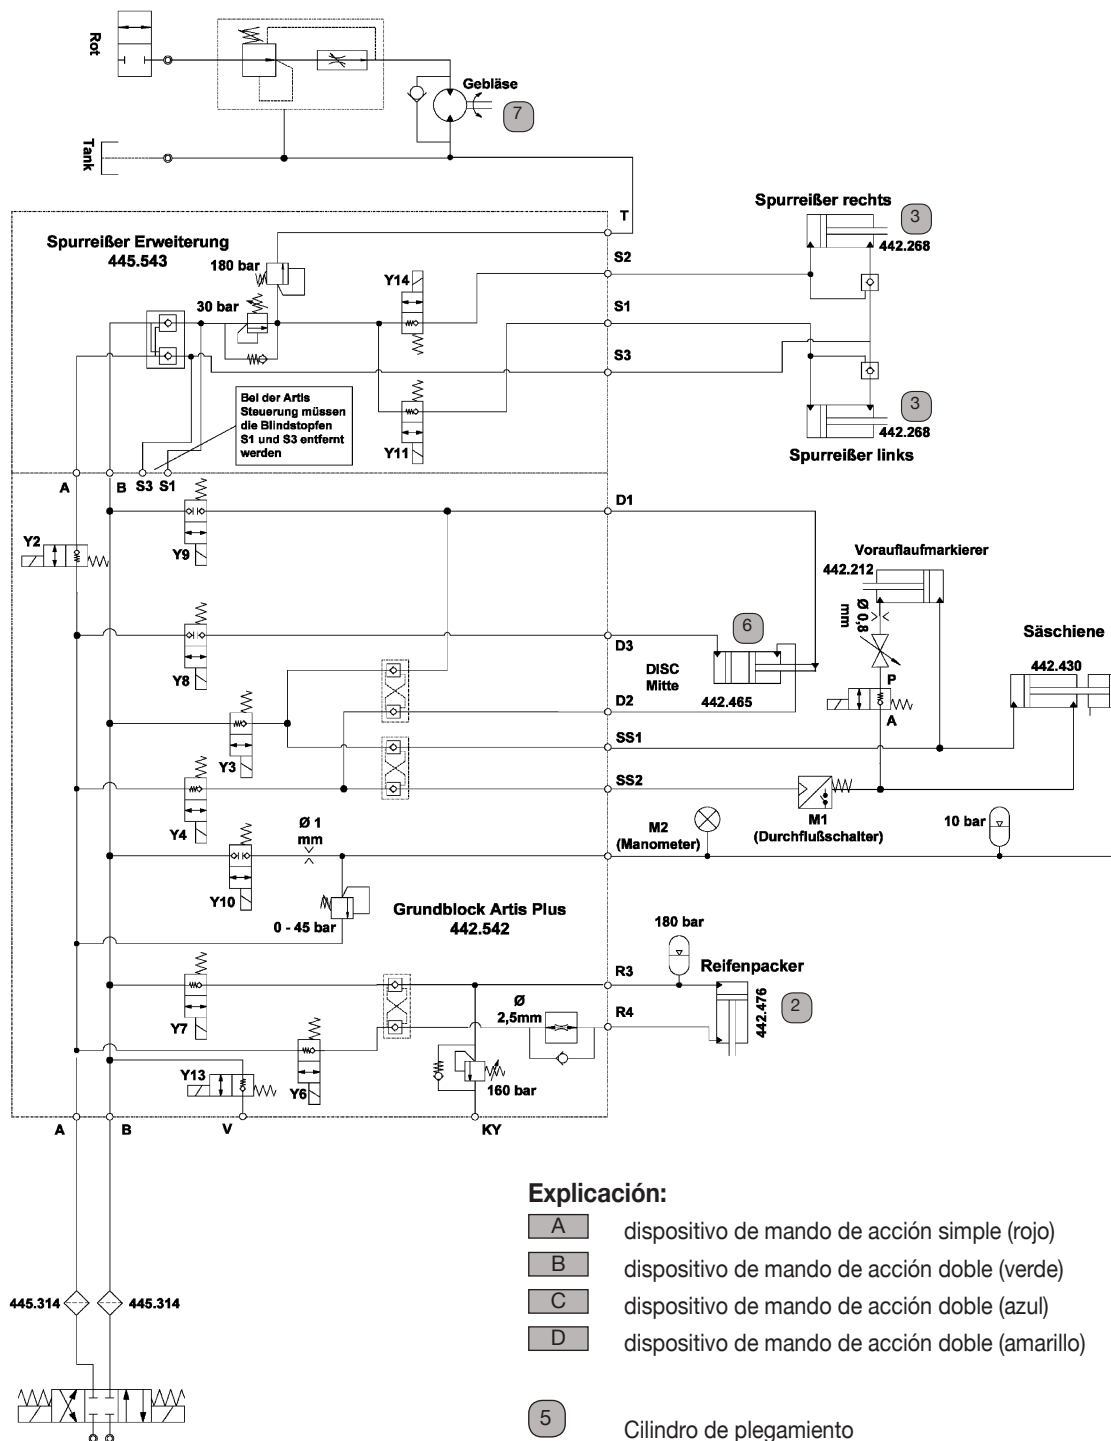 Rot
Gebläse
7
Tank
T
Spurreißer rechts
3
442.268
Spurreißer Erweiterung
445.543
180 bar
Y14
S2
30 bar
S1
S3
Bei der Artis
Steuerung müssen
die Blindstopfen
S1 und S3 entfernt
werden
Y11
3
442.268
Spurreißer links
A
B
S3
S1
D1
Y2
Y9
Vorauflaufmarkierer
442.212
Ø 0,8
mm
6
Säschiene
D3
Y8
DISC
Mitte
442.465
442.430
P
D2
A
Y3
SS1
SS2
Y4
Ø 1
mm
M2
(Manometer)
M1
(Durchflußschalter)
10 bar
Y10
0 - 45 bar
Grundblock Artis Plus
442.542
180 bar
Reifenpacker
R3
442.476
2
Ø
2,5mm
R4
Y7
Y13
Y6
160 bar
A
B
V
KY
Explicación:
A dispositivo de mando de acción simple (rojo)
B dispositivo de mando de acción doble (verde)
C dispositivo de mando de acción doble (azul)
D dispositivo de mando de acción doble (amarillo)
445.314
445.314
5 Cilindro de plegamiento